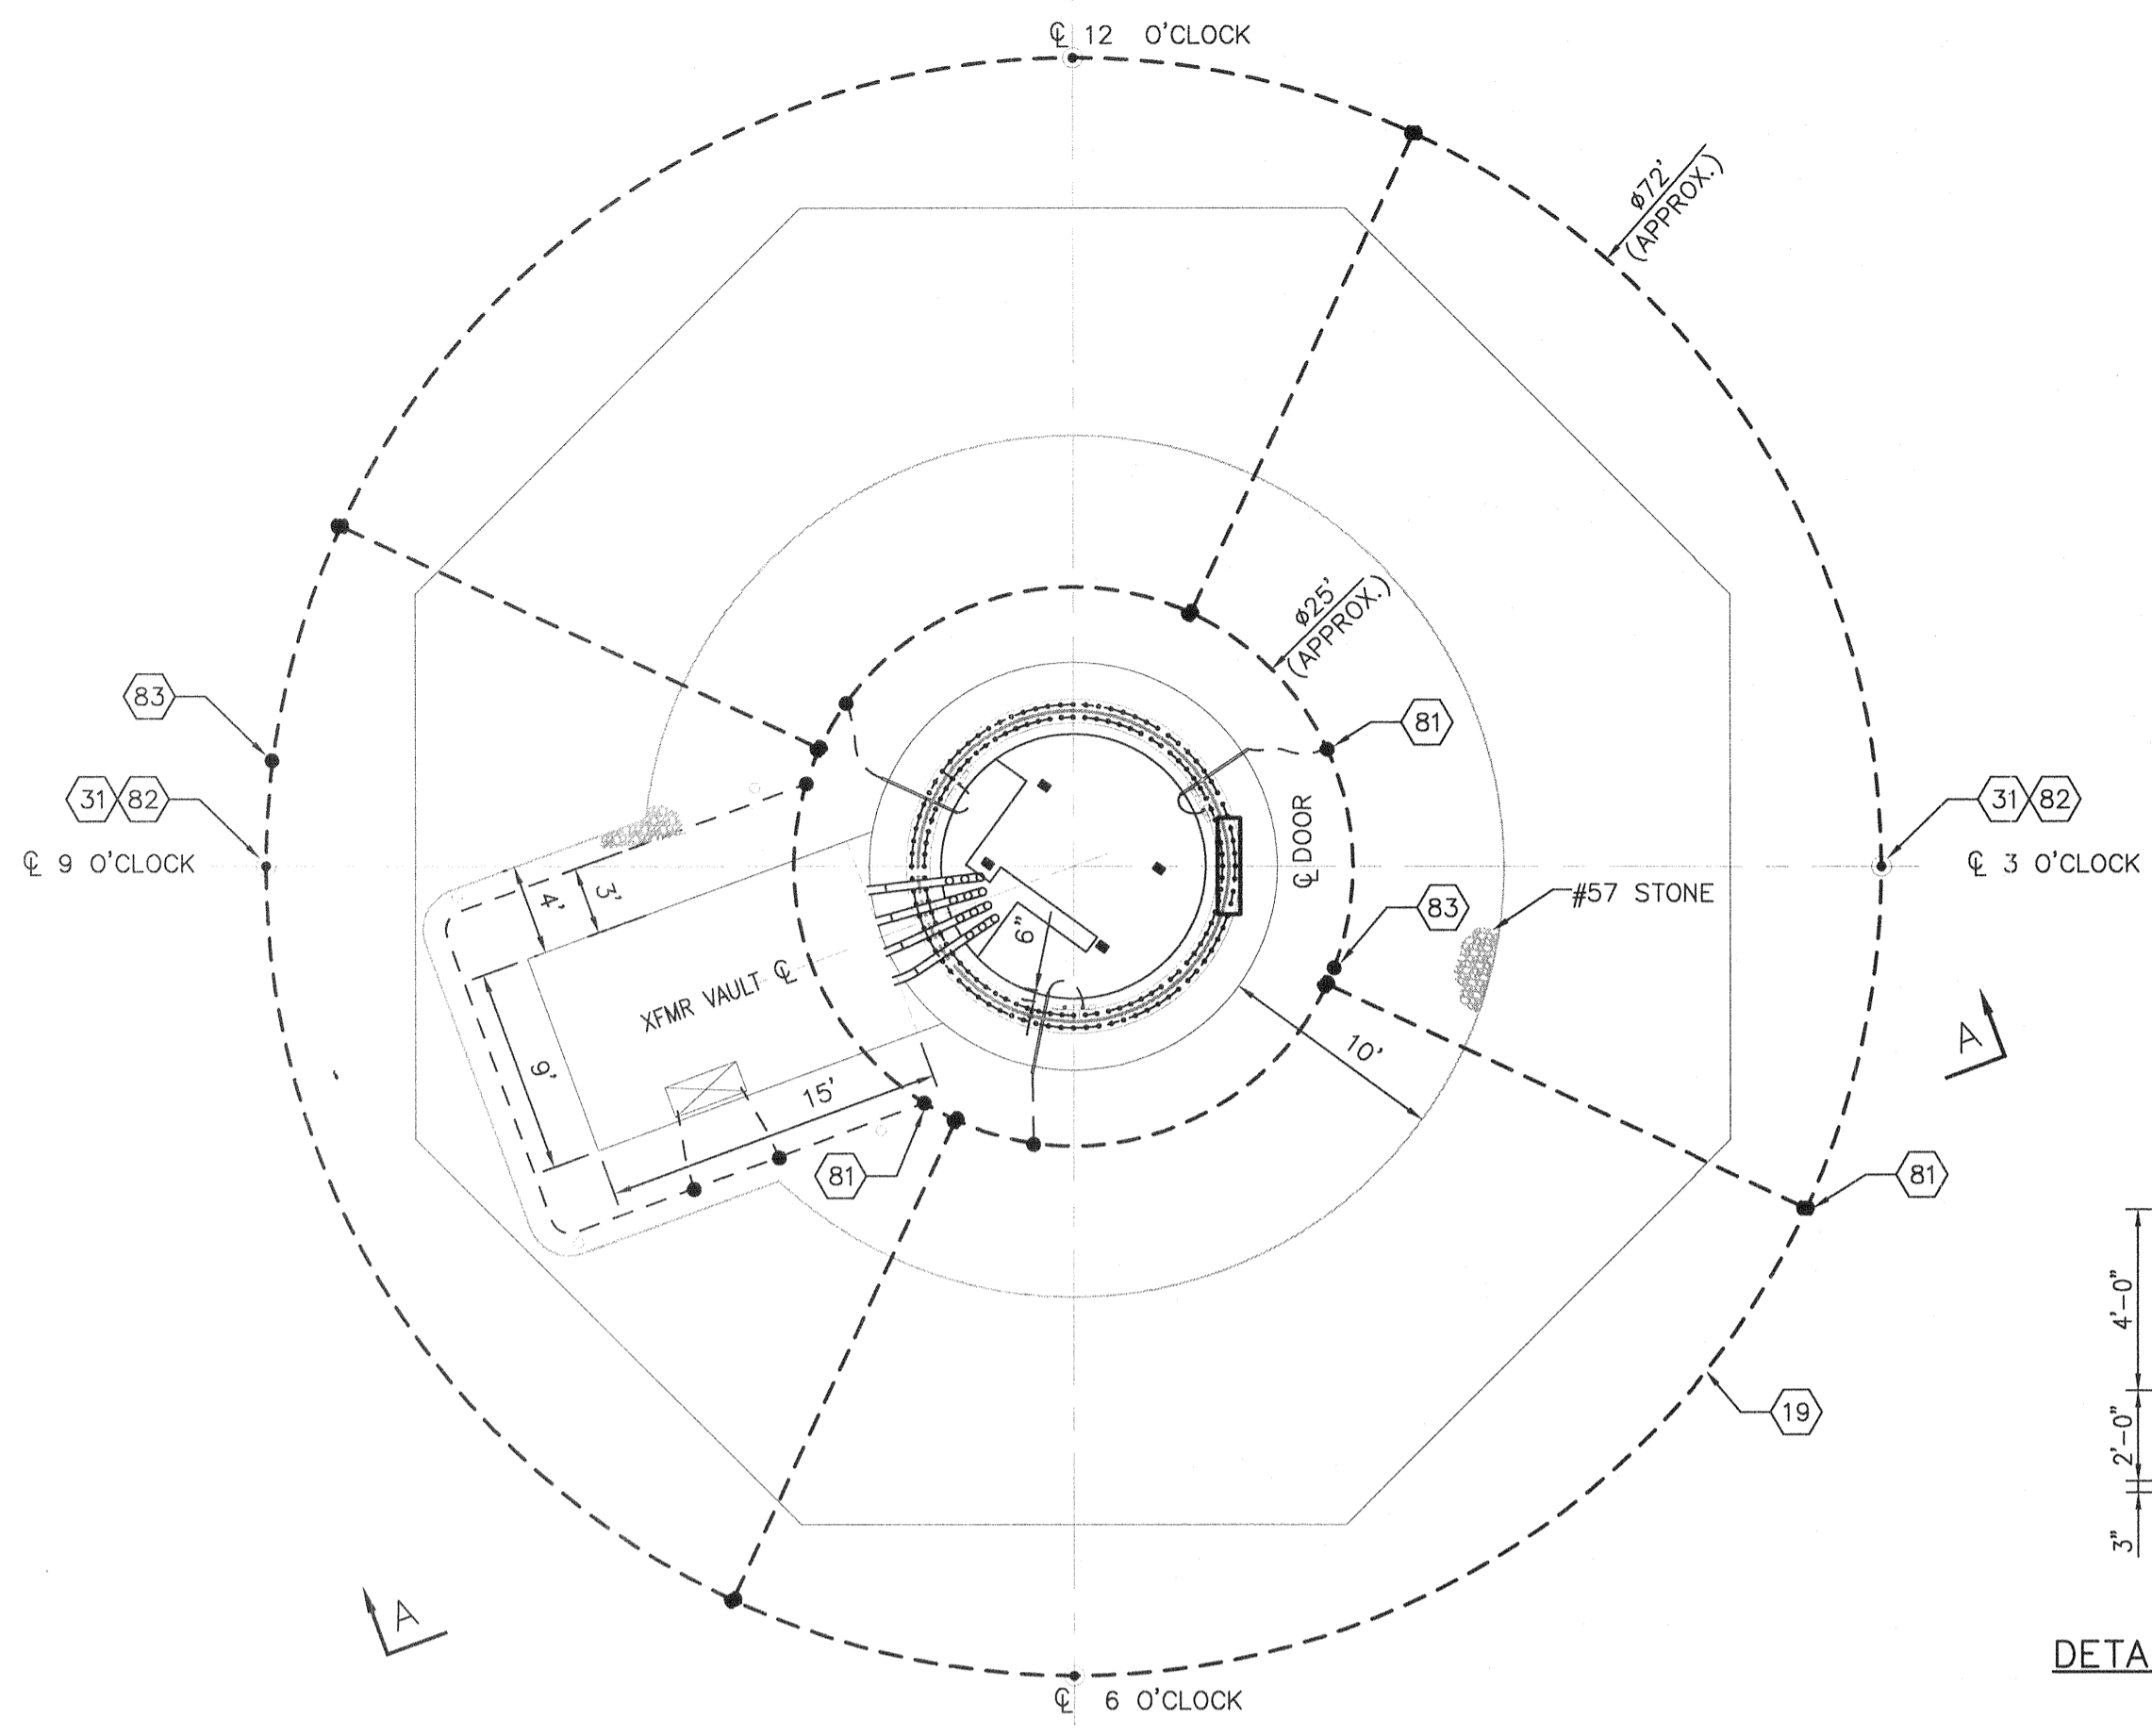 ℄ 12 O'CLOCK
ø72'
(APPROX.)
ø25'
(APPROX.)
83
81
31 82
31 82
℄ 9 O'CLOCK
℄ DOOR
℄ 3 O'CLOCK
4'
3'
83
#57 STONE
6"
XFMR VAULT ℄
10'
A
9'
15'
81
81
4'-0"
19
2'-0"
3"
A
DETA
℄ 6 O'CLOCK